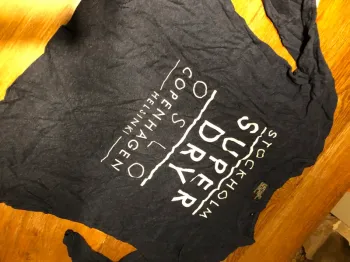 STOCKHOLM
SUPER
DRY
OSLO
COPENHAGEN
HELSINKI